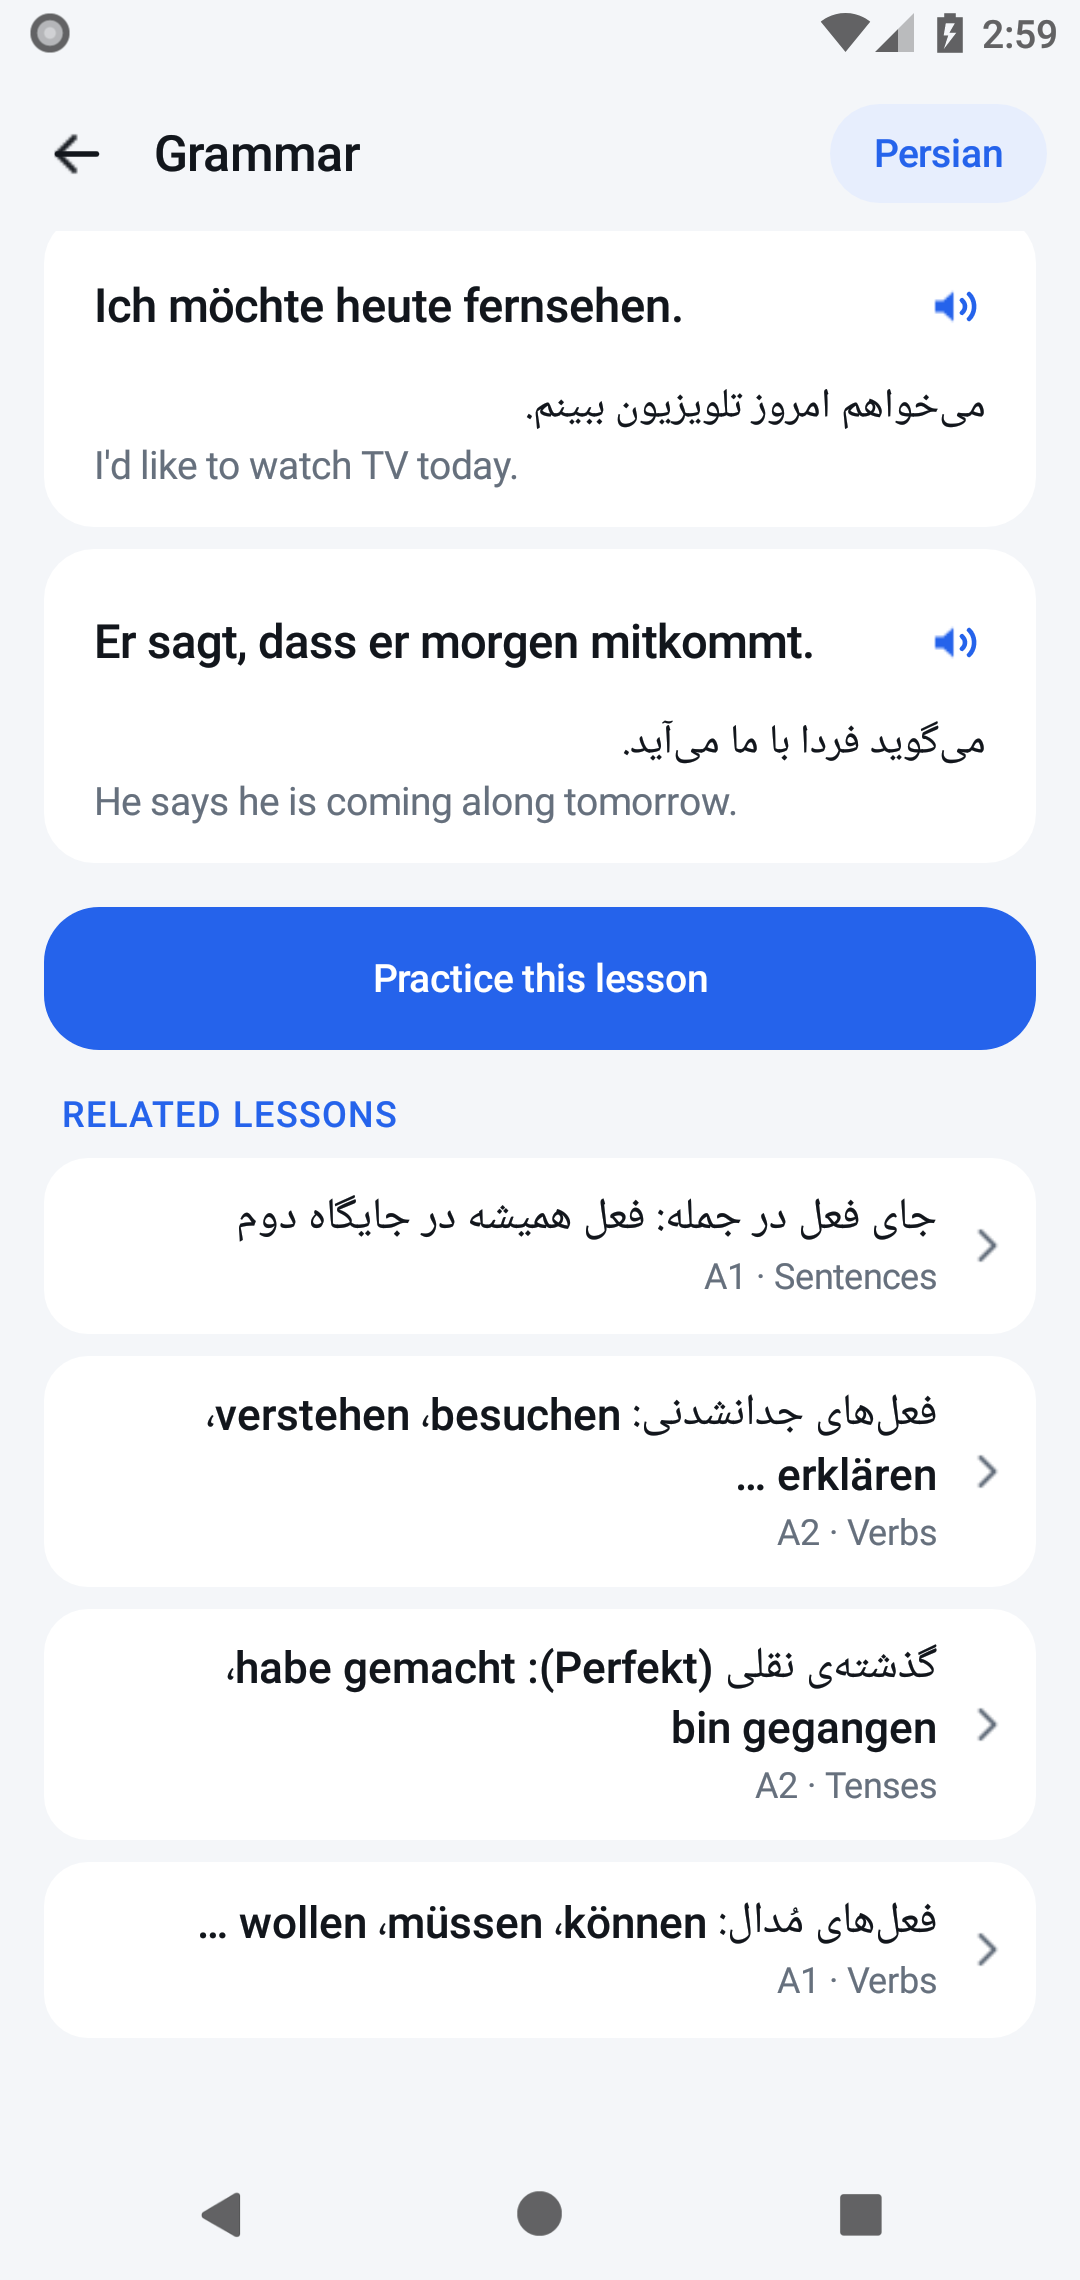 2:59
Grammar
Persian
Ich möchte heute fernsehen.
می‌خواهم امروز تلویزیون ببینم.
I'd like to watch TV today.
Er sagt, dass er morgen mitkommt.
می‌گوید فردا با ما می‌آید.
He says he is coming along tomorrow.
Practice this lesson
RELATED LESSONS
جای فعل در جمله: فعل همیشه در جایگاه دوم
A1 · Sentences
فعل‌های جدانشدنی: besuchen، verstehen،
erklären …
A2 · Verbs
گذشته‌ی نقلی (Perfekt): habe gemacht،
bin gegangen
A2 · Tenses
فعل‌های مُدال: können، müssen، wollen …
A1 · Verbs